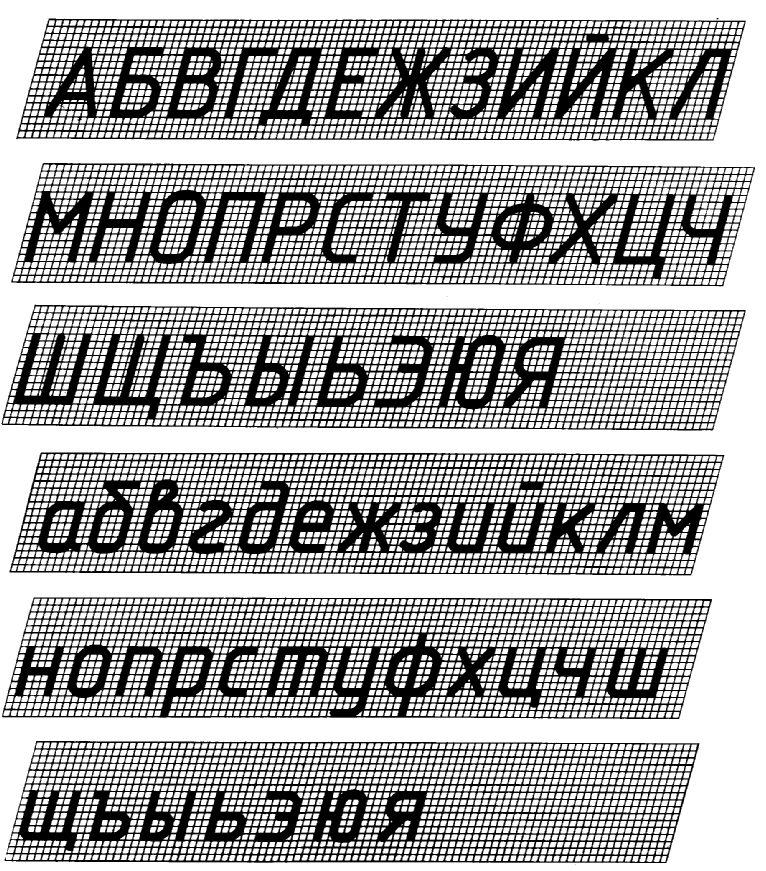 АБВГДЕЖЗИЙКЛ
МНОПРСТУФХЦЧ
ШЩЪЫЬЭЮЯ
абвгдежзийклм
нопрстуфхцчш
щъыьэюя